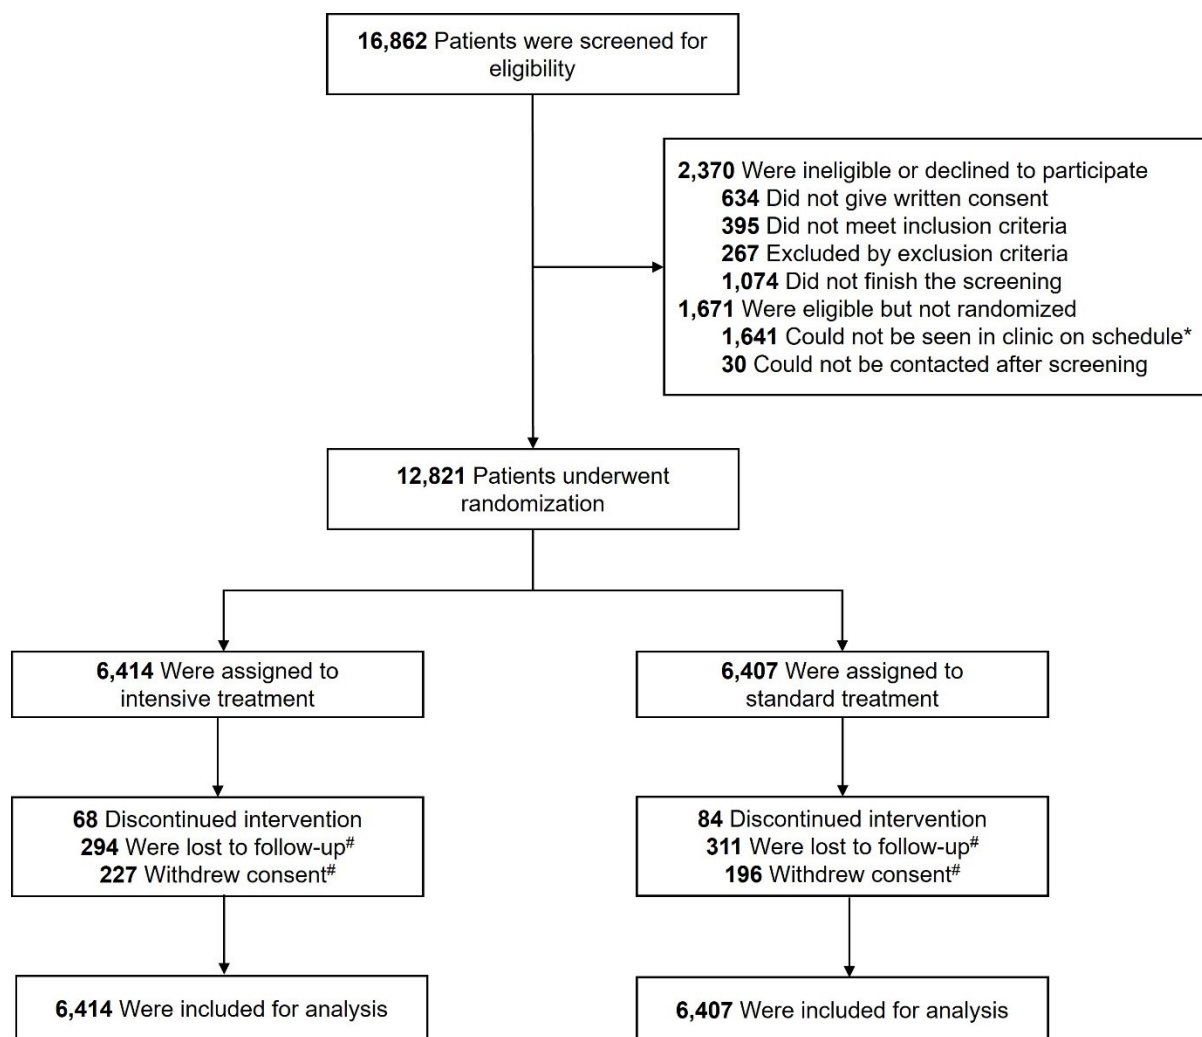 16,862 Patients were screened for
eligibility
2,370 Were ineligible or declined to participate
634 Did not give written consent
395 Did not meet inclusion criteria
267 Excluded by exclusion criteria
1,074 Did not finish the screening
1,671 Were eligible but not randomized
1,641 Could not be seen in clinic on schedule*
30 Could not be contacted after screening
12,821 Patients underwent
randomization
6,414 Were assigned to
intensive treatment
6,407 Were assigned to
standard treatment
68 Discontinued intervention
294 Were lost to follow-up#
227 Withdrew consent#
84 Discontinued intervention
311 Were lost to follow-up#
196 Withdrew consent#
6,414 Were included for analysis
6,407 Were included for analysis